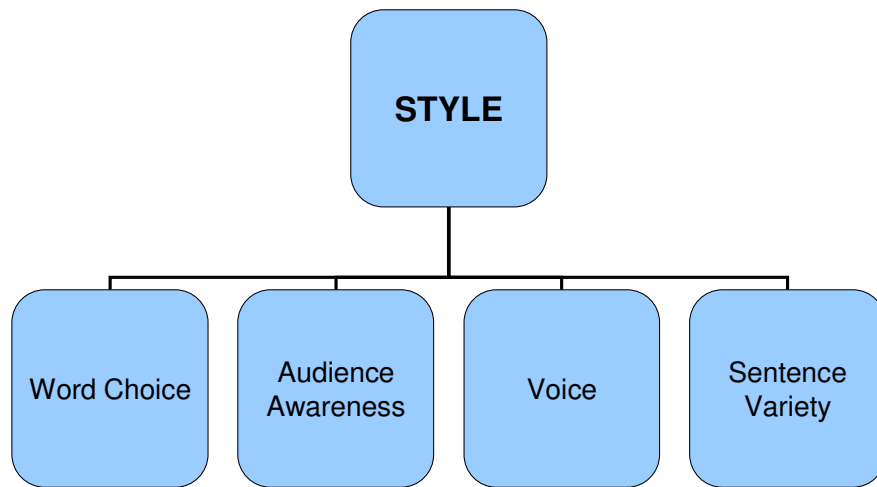 STYLE
Word Choice
Audience
Awareness
Voice
Sentence
Variety